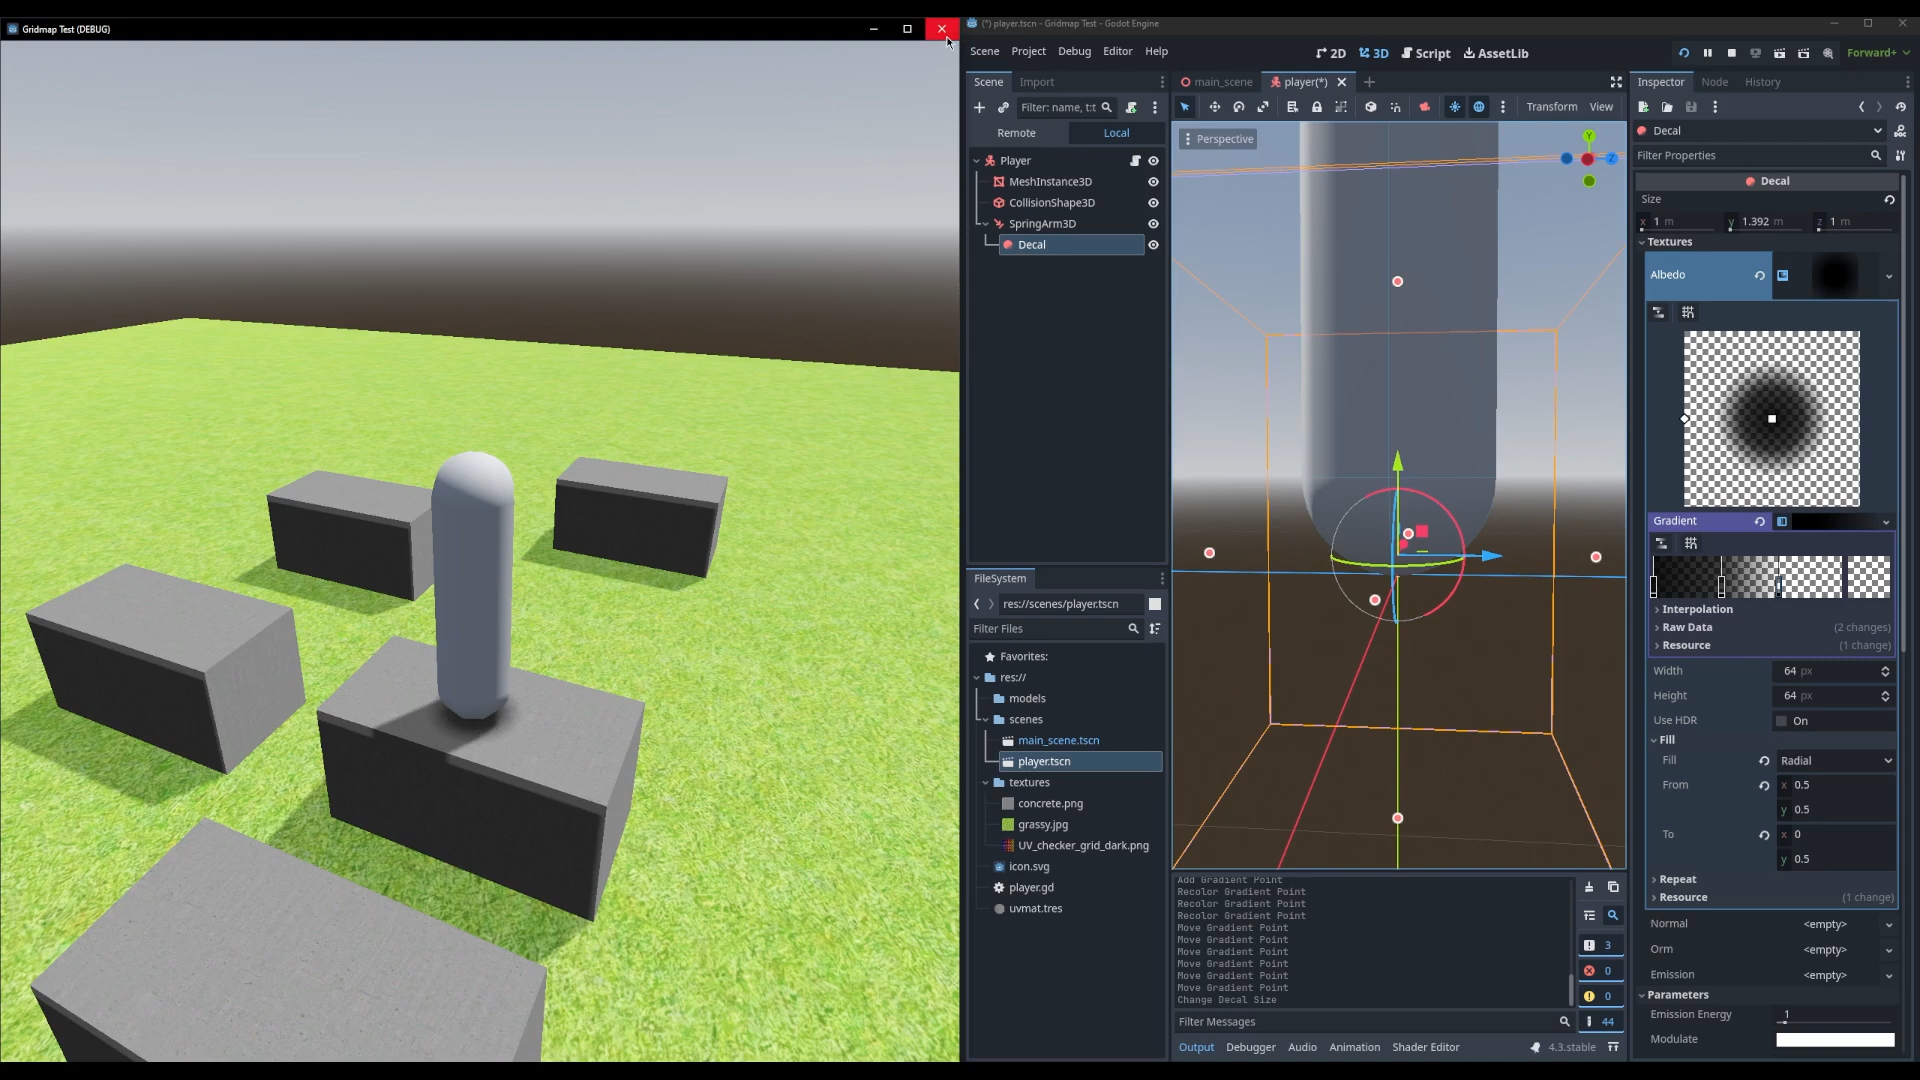 Gridmap Test (DEBUG)
(*) player.tscn - Gridmap Test - Godot Engine
Scene Project Debug Editor Help
2D 3D Script AssetLib
Forward+
Scene Import
Filter: name, t:t
Remote Local
Player
MeshInstance3D
CollisionShape3D
SpringArm3D
Decal
FileSystem
res://scenes/player.tscn
Filter Files
Favorites:
res://
models
scenes
main_scene.tscn
player.tscn
textures
concrete.png
grassy.jpg
UV_checker_grid_dark.png
icon.svg
player.gd
uvmat.tres
main_scene player(*)
Transform View
Perspective
Y
Z
Add Gradient Point
Recolor Gradient Point
Recolor Gradient Point
Recolor Gradient Point
Move Gradient Point
Move Gradient Point
Move Gradient Point
Move Gradient Point
Move Gradient Point
Move Gradient Point
Change Decal Size
3
0
0
Filter Messages
44
Output Debugger Audio Animation Shader Editor
4.3.stable
Inspector Node History
Decal
DOC
Filter Properties
Decal
Size
x 1 m y 1.392 m z 1 m
Textures
Albedo
Gradient
Interpolation
Raw Data (2 changes)
Resource (1 change)
Width 64 px
Height 64 px
Use HDR On
Fill
Fill Radial
From x 0.5
y 0.5
To x 0
y 0.5
Repeat
Resource (1 change)
Normal <empty>
Orm <empty>
Emission <empty>
Parameters
Emission Energy 1
Modulate